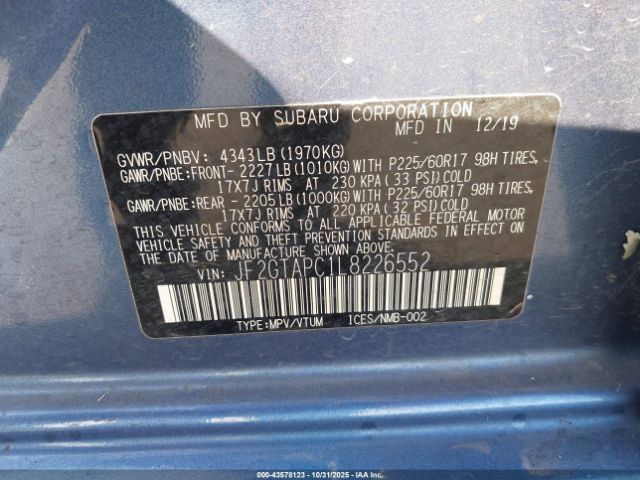 MFD BY SUBARU CORPORATION
MFD IN 12/19
GVWR/PNBV: 4343LB(1970KG)
GAWR/PNBE:FRONT- 2227LB(1010KG)WITH P225/60R17 98H TIRES,
17X7J RIMS AT 230 KPA (33 PSI)COLD
GAWR/PNBE:REAR - 2205LB(1000KG)WITH P225/60R17 98H TIRES,
17X7J RIMS AT 220 KPA (32 PSI)COLD
THIS VEHICLE CONFORMS TO ALL APPLICABLE FEDERAL MOTOR
VEHICLE SAFETY AND THEFT PREVENTION STANDARDS IN EFFECT ON
THE DATE OF MANUFACTURE SHOWN ABOVE.
VIN: JF2GTAPC1L8226552
TYPE:MPV/VTUM ICES/NMB-002
000-43578123 - 10/31/2025 - IAAI.COM